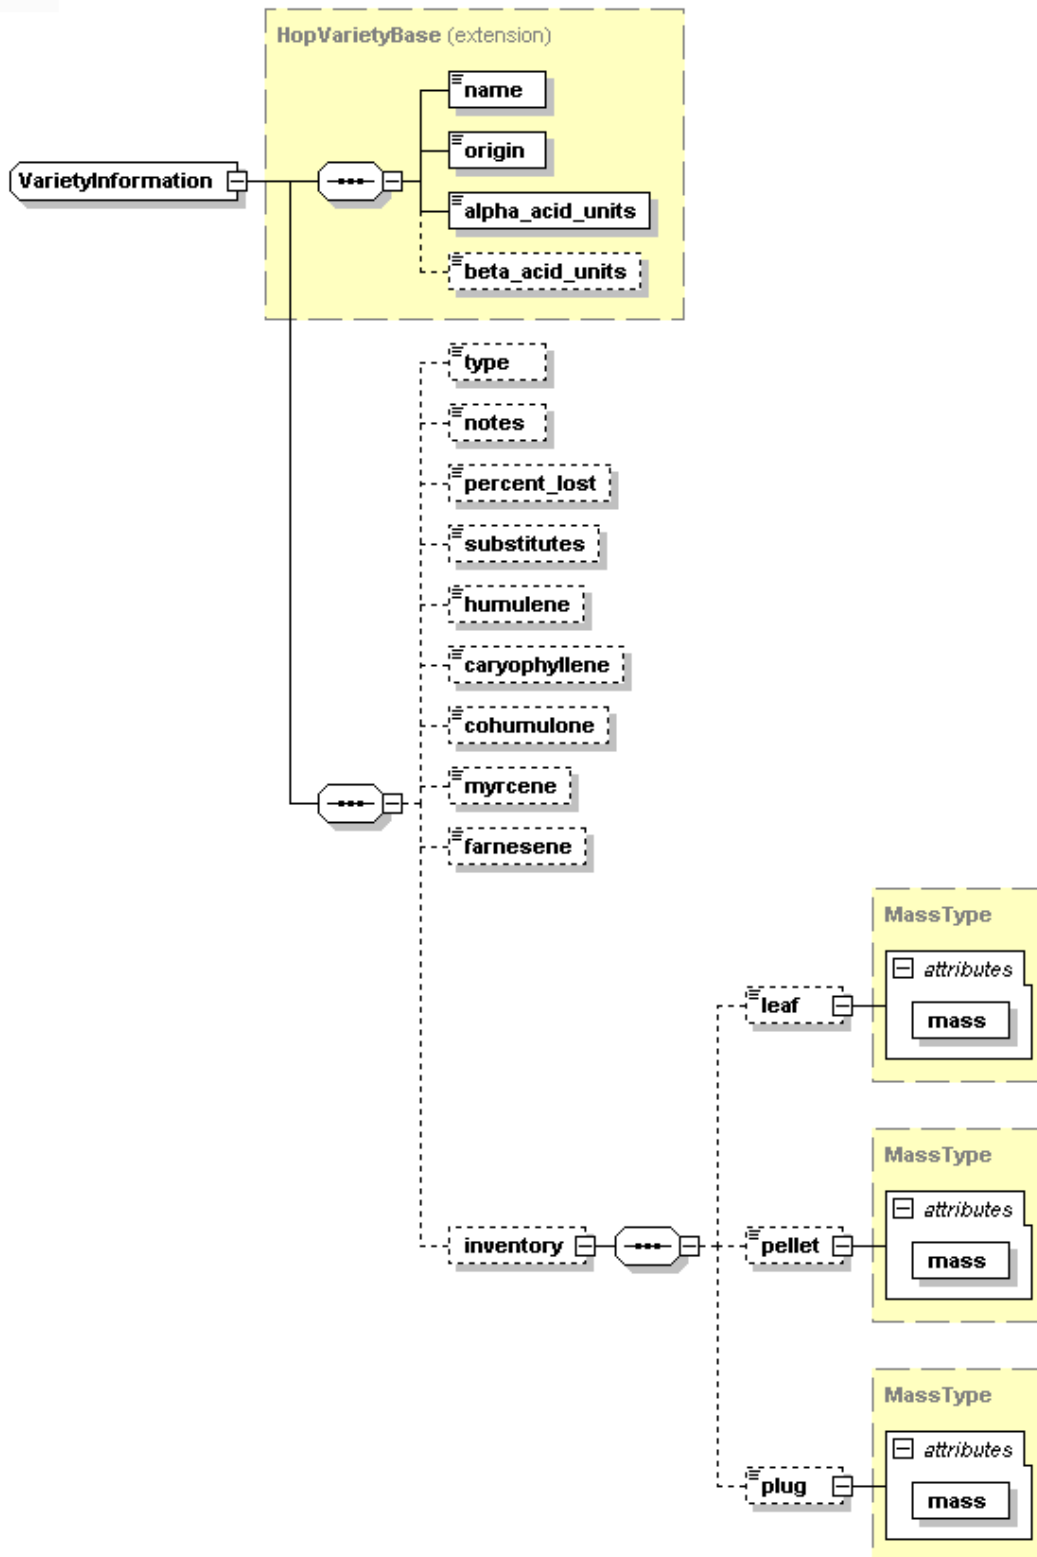 HopVarietyBase (extension)
name
origin
VarietyInformation
alpha_acid_units
beta_acid_units
type
notes
percent_lost
substitutes
humulene
caryophyllene
cohumulone
myrcene
farnesene
MassType
attributes
leaf
mass
MassType
attributes
inventory
pellet
mass
MassType
attributes
plug
mass